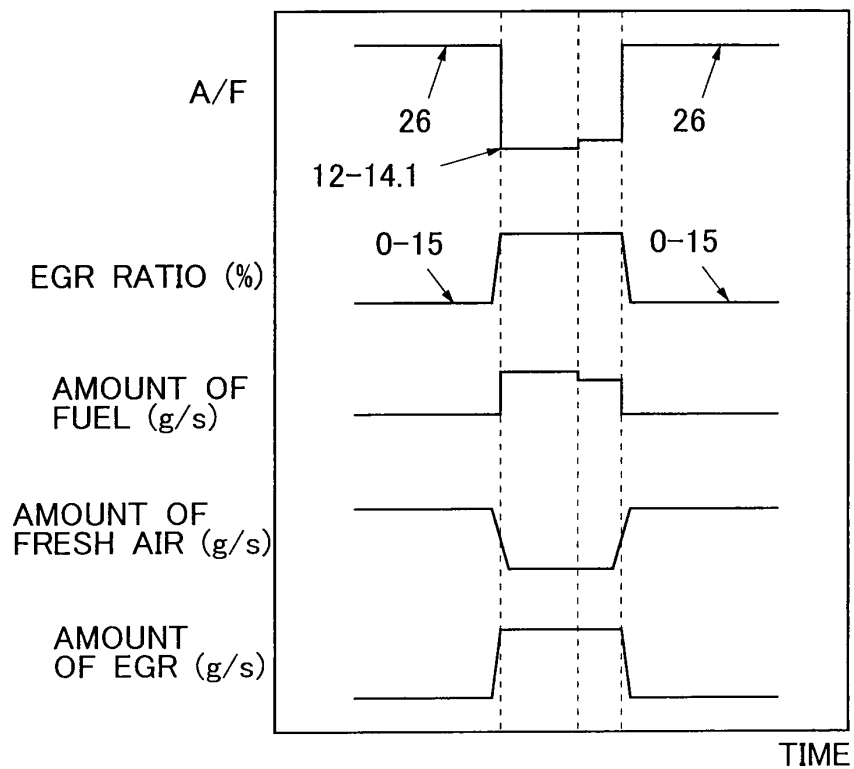 A/F
26
26
12-14.1
EGR RATIO (%)
0-15
0-15
AMOUNT OF
FUEL (g/s)
AMOUNT OF
FRESH AIR (g/s)
AMOUNT
OF EGR (g/s)
TIME